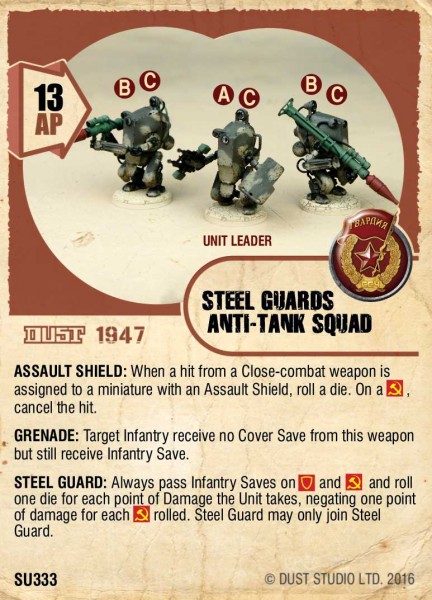 13
AP
B C
A C
B C
UNIT LEADER
ГВАРДИЯ
STEEL GUARDS
ANTI-TANK SQUAD
DUST 1947
ASSAULT SHIELD: When a hit from a Close-combat weapon is
assigned to a miniature with an Assault Shield, roll a die. On a ,
cancel the hit.
GRENADE: Target Infantry receive no Cover Save from this weapon
but still receive Infantry Save.
STEEL GUARD: Always pass Infantry Saves on and and roll
one die for each point of Damage the Unit takes, negating one point
of damage for each rolled. Steel Guard may only join Steel
Guard.
SU333
© DUST STUDIO LTD. 2016